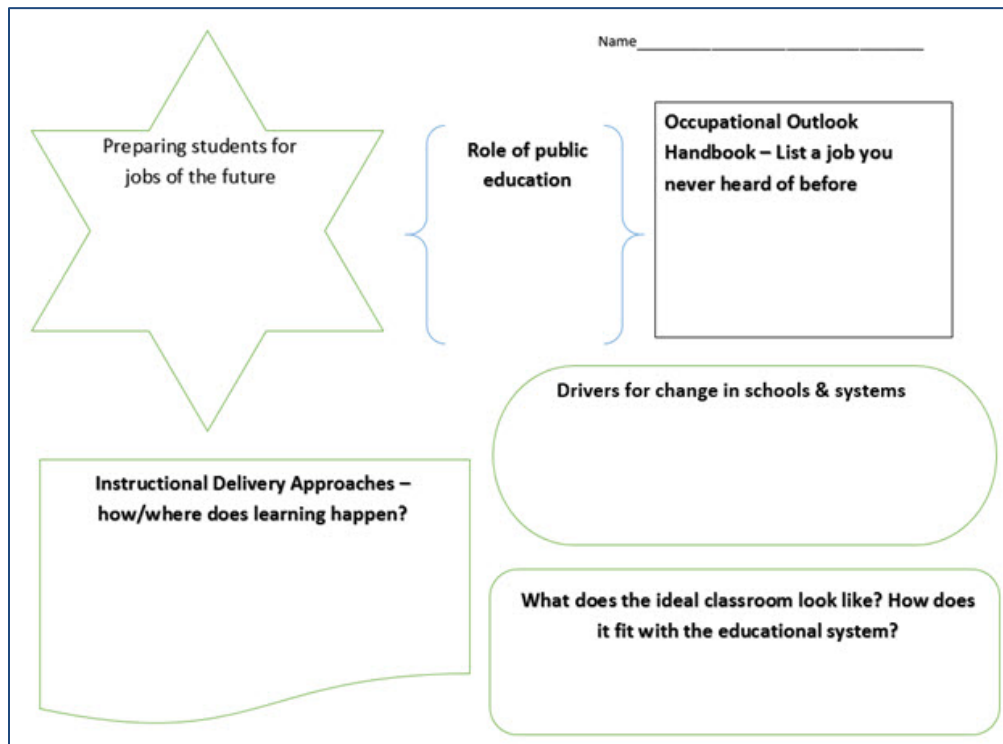 Name____________________________________
Preparing students for
jobs of the future
Role of public
education
Occupational Outlook
Handbook – List a job you
never heard of before
Drivers for change in schools & systems
Instructional Delivery Approaches –
how/where does learning happen?
What does the ideal classroom look like? How does
it fit with the educational system?